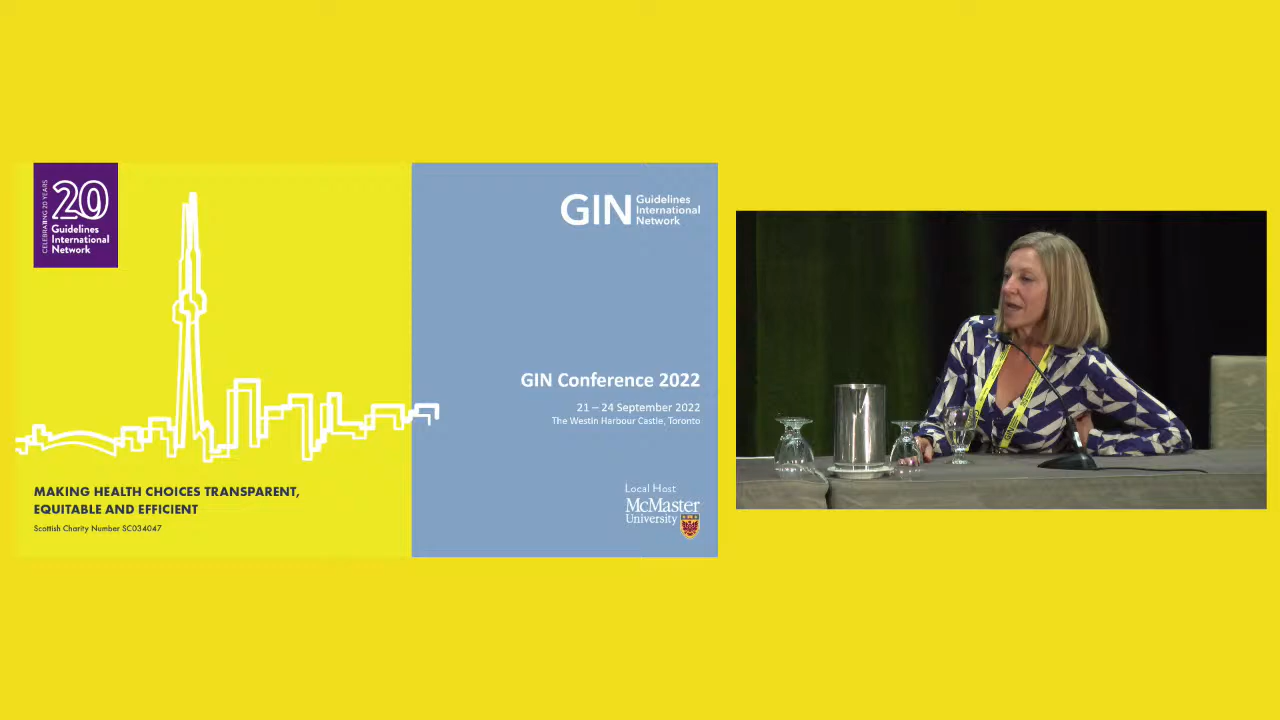 CELEBRATING 20 YEARS
20
Guidelines
International
Network
MAKING HEALTH CHOICES TRANSPARENT,
EQUITABLE AND EFFICIENT
Scottish Charity Number SC034047
GIN Guidelines
International
Network
GIN Conference 2022
21 – 24 September 2022
The Westin Harbour Castle, Toronto
Local Host
McMaster
University